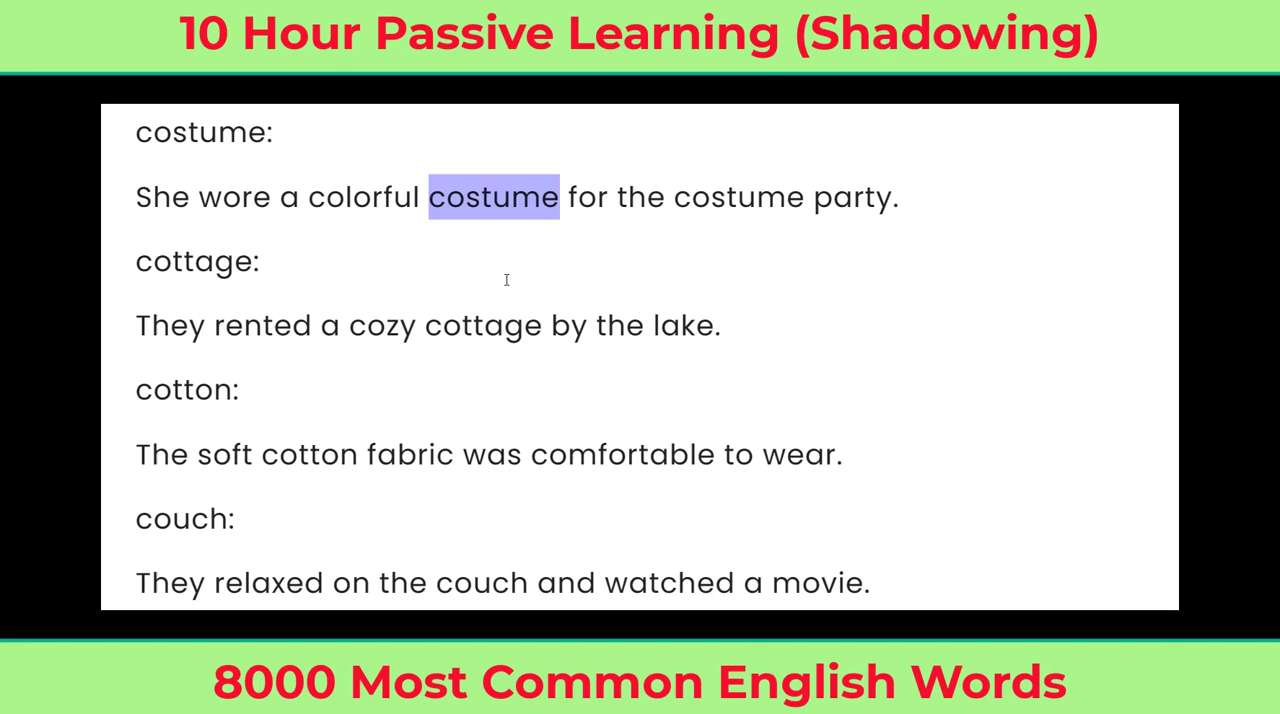 10 Hour Passive Learning (Shadowing)
costume:
She wore a colorful costume for the costume party.
cottage:
They rented a cozy cottage by the lake.
cotton:
The soft cotton fabric was comfortable to wear.
couch:
They relaxed on the couch and watched a movie.
8000 Most Common English Words